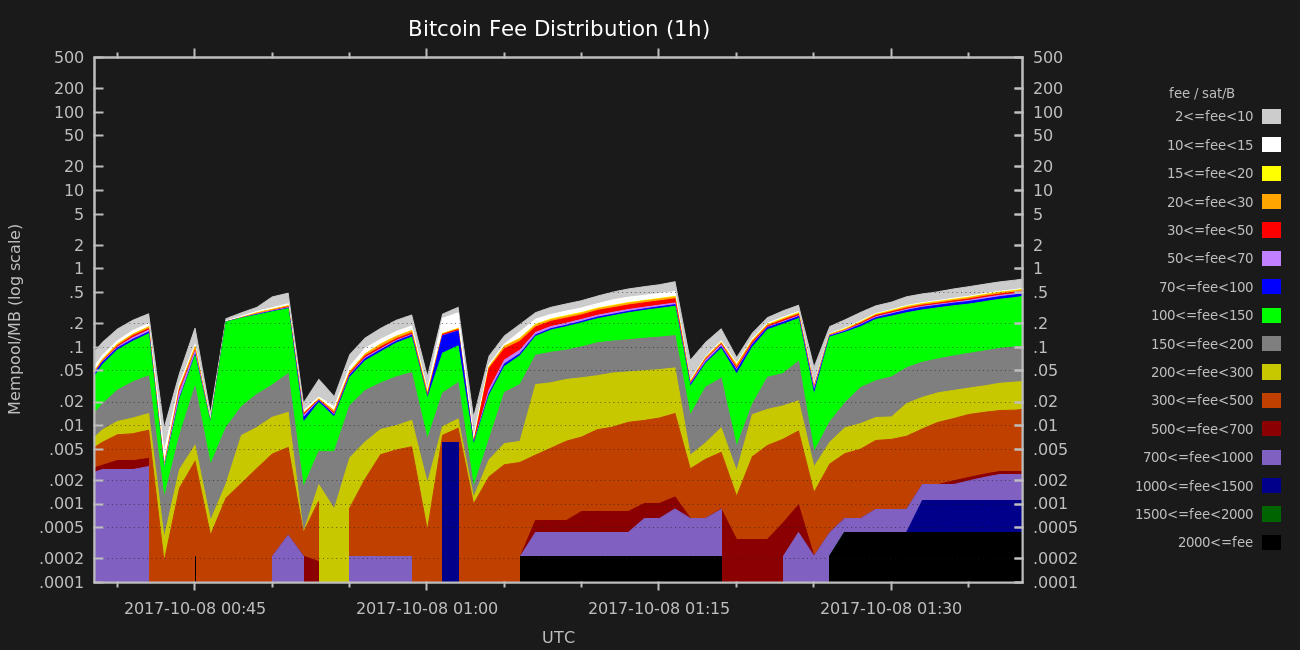 Bitcoin Fee Distribution (1h)
500 500
200 200
100 100
50 50
20 20
10 10
5 5
2 2
1 1
.5 .5
.2 .2
.1 .1
.05 .05
.02 .02
.01 .01
.005 .005
.002 .002
.001 .001
.0005 .0005
.0002 .0002
.0001 .0001
Mempool/MB (log scale)
2017-10-08 00:45 2017-10-08 01:00 2017-10-08 01:15 2017-10-08 01:30
UTC
fee / sat/B
2<=fee<10
10<=fee<15
15<=fee<20
20<=fee<30
30<=fee<50
50<=fee<70
70<=fee<100
100<=fee<150
150<=fee<200
200<=fee<300
300<=fee<500
500<=fee<700
700<=fee<1000
1000<=fee<1500
1500<=fee<2000
2000<=fee